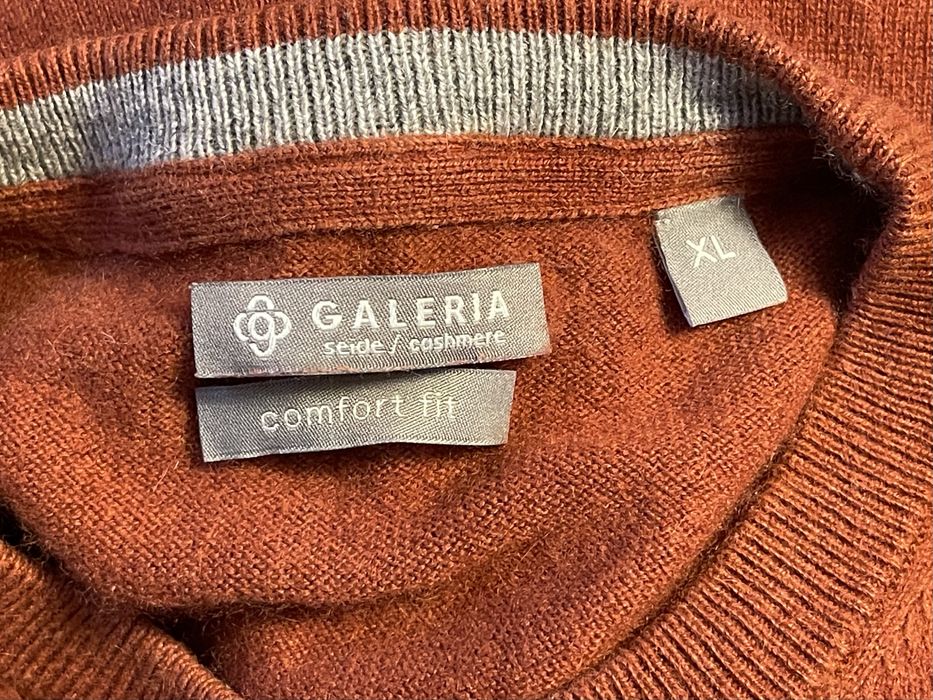 GALERIA
seide / cashmere
comfort fit
XL